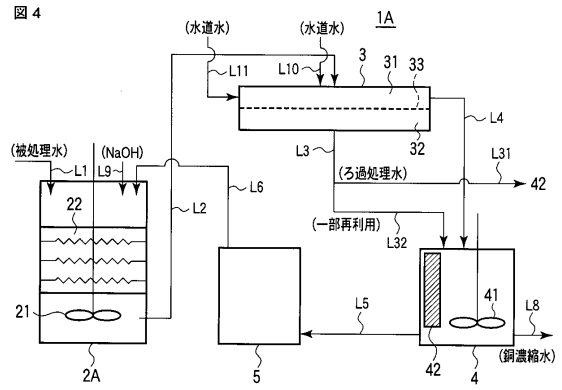 図4
1A
(水道水)
(水道水)
L11
L10
3
31
33
32
L4
L3
(被処理水)
L1
(NaOH)
L9
L6
L2
(ろ過処理水)
L31
42
(一部再利用)
L32
22
21
2A
5
L5
42
41
4
L8
(銅濃縮水)